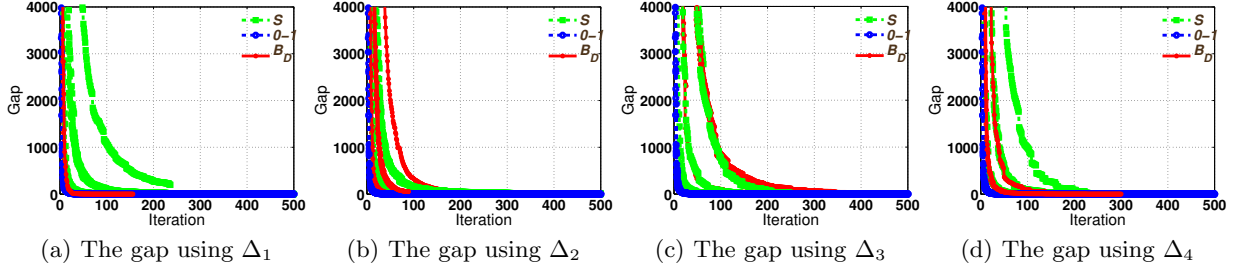 4000
3000
2000
1000
0
Gap
0 100 200 300 400 500
Iteration
S
0-1
B_D
(a) The gap using Δ₁
4000
3000
2000
1000
0
Gap
0 100 200 300 400 500
Iteration
S
0-1
B_D
(b) The gap using Δ₂
4000
3000
2000
1000
0
Gap
0 100 200 300 400 500
Iteration
S
0-1
B_D
(c) The gap using Δ₃
4000
3000
2000
1000
0
Gap
0 100 200 300 400 500
Iteration
S
0-1
B_D
(d) The gap using Δ₄